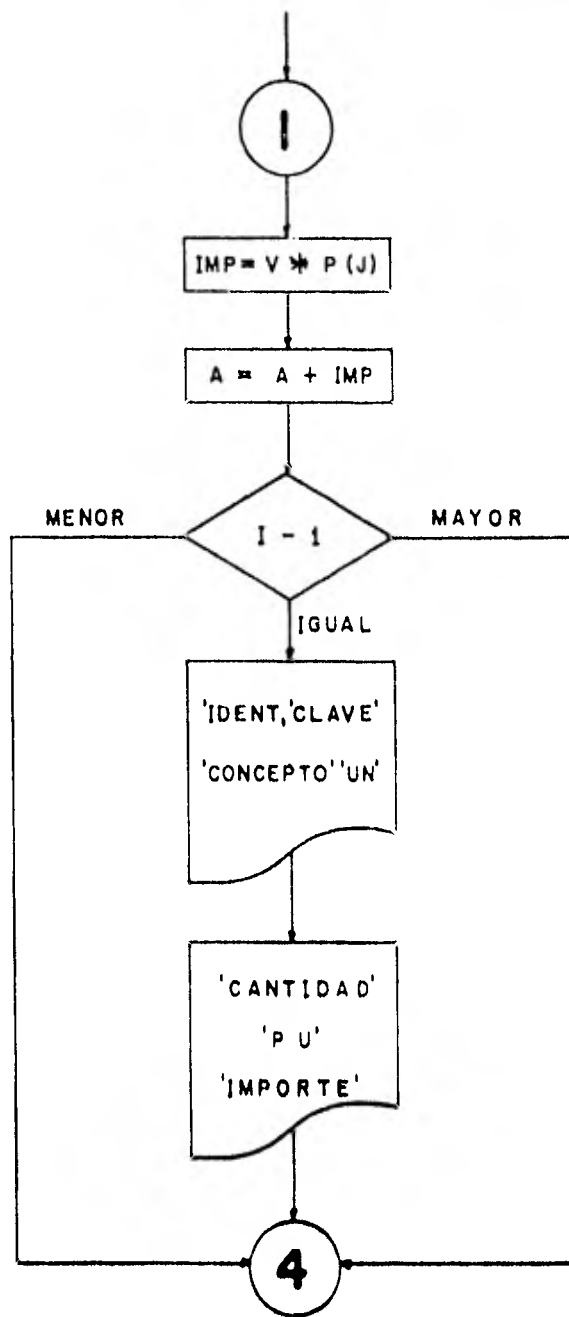 1
IMP= V * P (J)
A = A + IMP
MENOR
MAYOR
I - 1
IGUAL
'IDENT,'CLAVE'
'CONCEPTO' 'UN'
'CANTIDAD'
'P U'
'IMPORTE'
4